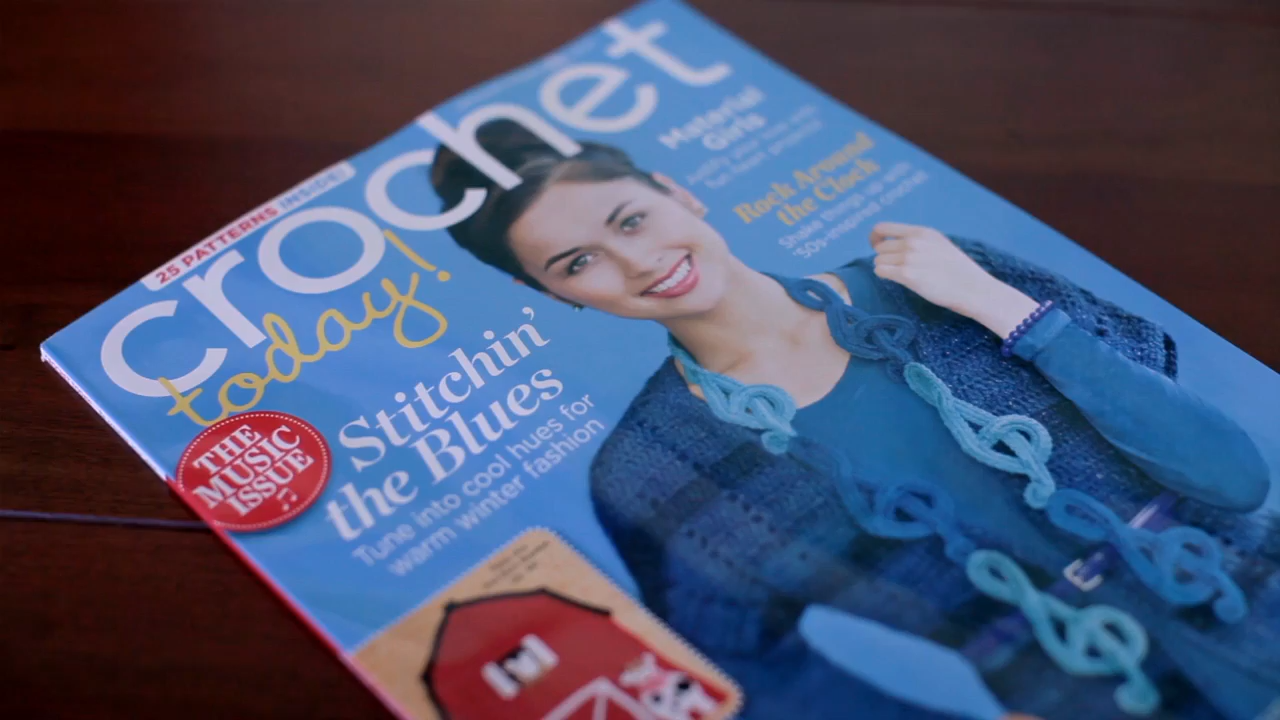 25 PATTERNS INSIDE!
crochet
today!
THE
MUSIC
ISSUE
Stitchin'
the Blues
Tune into cool hues for
warm winter fashion
Material
Girls
Rock Around
the Clock
Shake things up with
'50s-inspired crochet